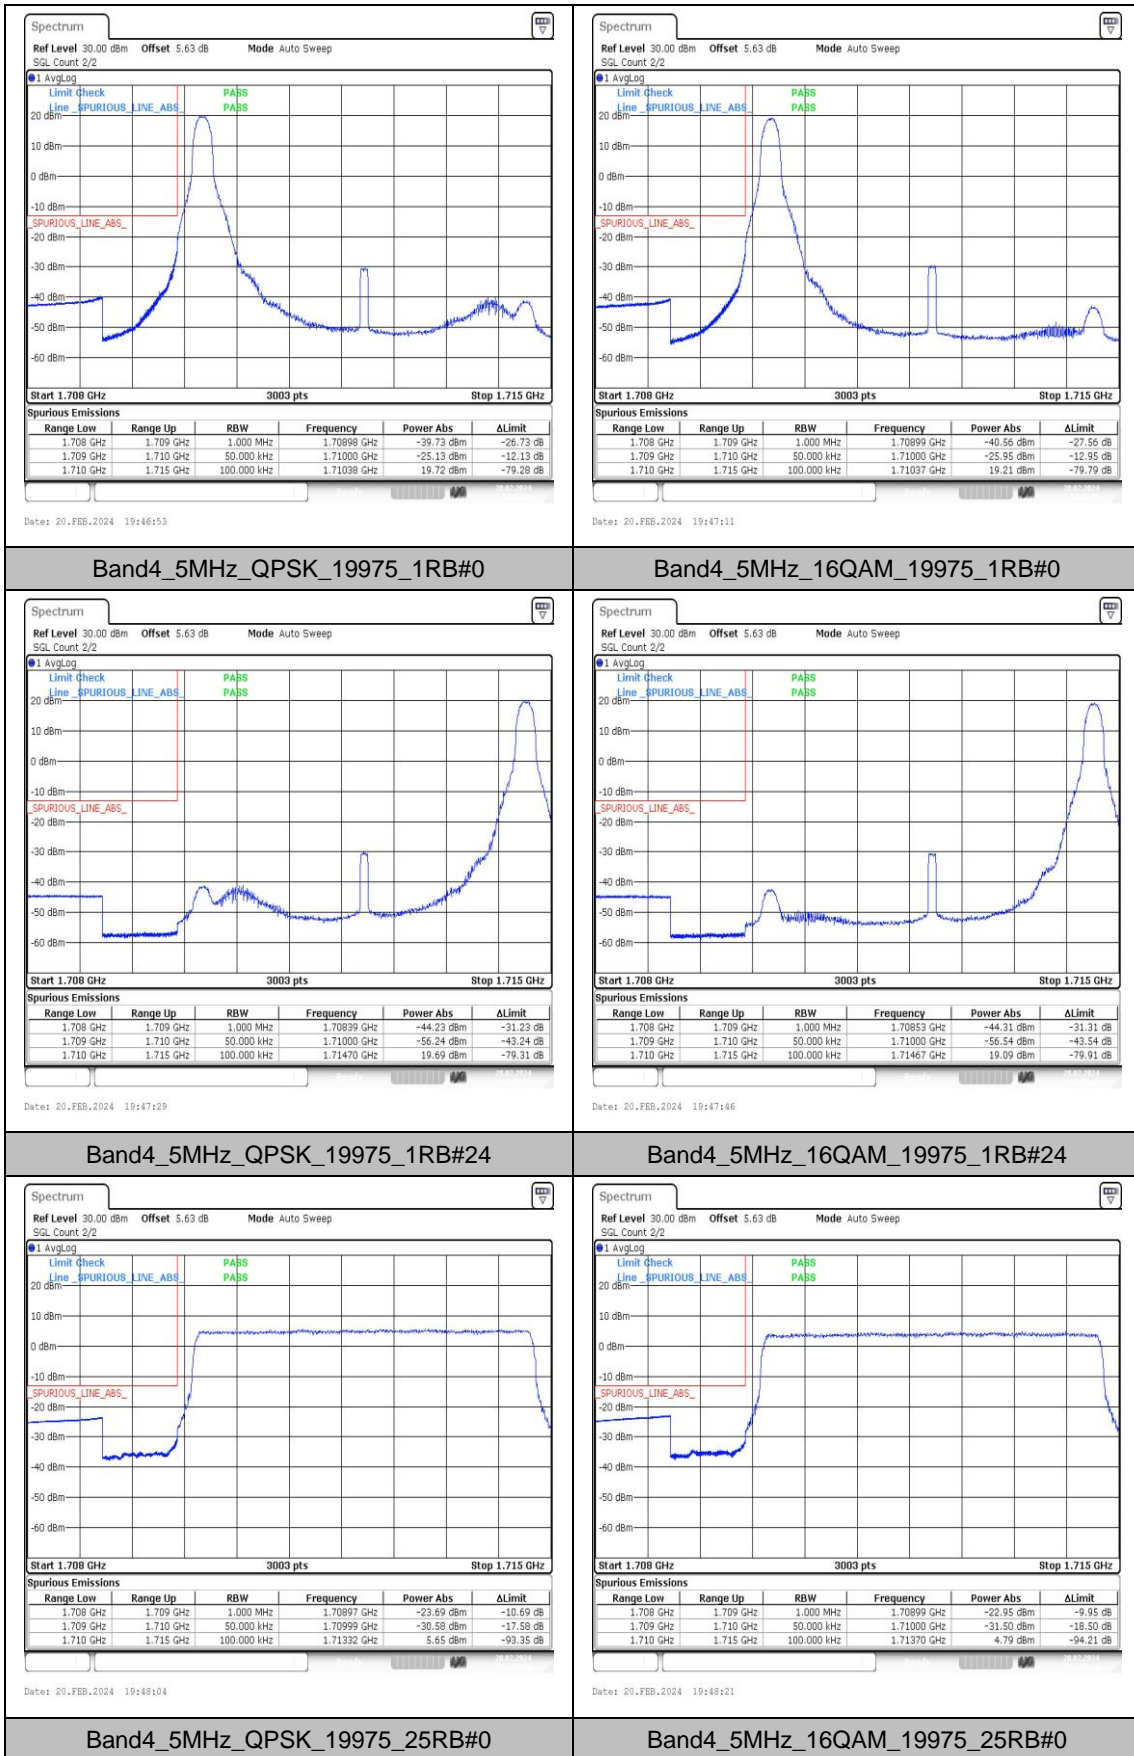 Spectrum
Ref Level 30.00 dBm Offset 5.63 dB Mode Auto Sweep
SGL Count 2/2
1 AvgLog
Limit Check PASS
Line _SPURIOUS_LINE_ABS_ PASS
20 dBm
10 dBm
0 dBm
-10 dBm
_SPURIOUS_LINE_ABS_
-20 dBm
-30 dBm
-40 dBm
-50 dBm
-60 dBm
Start 1.708 GHz 3003 pts Stop 1.715 GHz
Spurious Emissions
Range Low Range Up RBW Frequency Power Abs ΔLimit
1.708 GHz 1.709 GHz 1.000 MHz 1.70898 GHz -39.73 dBm -26.73 dB
1.709 GHz 1.710 GHz 50.000 kHz 1.71000 GHz -25.13 dBm -12.13 dB
1.710 GHz 1.715 GHz 100.000 kHz 1.71038 GHz 19.72 dBm -79.28 dB
Date: 20.FEB.2024 19:46:53
Spectrum
Ref Level 30.00 dBm Offset 5.63 dB Mode Auto Sweep
SGL Count 2/2
1 AvgLog
Limit Check PASS
Line _SPURIOUS_LINE_ABS_ PASS
20 dBm
10 dBm
0 dBm
-10 dBm
_SPURIOUS_LINE_ABS_
-20 dBm
-30 dBm
-40 dBm
-50 dBm
-60 dBm
Start 1.708 GHz 3003 pts Stop 1.715 GHz
Spurious Emissions
Range Low Range Up RBW Frequency Power Abs ΔLimit
1.708 GHz 1.709 GHz 1.000 MHz 1.70899 GHz -40.56 dBm -27.56 dB
1.709 GHz 1.710 GHz 50.000 kHz 1.71000 GHz -25.95 dBm -12.95 dB
1.710 GHz 1.715 GHz 100.000 kHz 1.71037 GHz 19.21 dBm -79.79 dB
Date: 20.FEB.2024 19:47:11
Band4_5MHz_QPSK_19975_1RB#0
Band4_5MHz_16QAM_19975_1RB#0
Spectrum
Ref Level 30.00 dBm Offset 5.63 dB Mode Auto Sweep
SGL Count 2/2
1 AvgLog
Limit Check PASS
Line _SPURIOUS_LINE_ABS_ PASS
20 dBm
10 dBm
0 dBm
-10 dBm
_SPURIOUS_LINE_ABS_
-20 dBm
-30 dBm
-40 dBm
-50 dBm
-60 dBm
Start 1.708 GHz 3003 pts Stop 1.715 GHz
Spurious Emissions
Range Low Range Up RBW Frequency Power Abs ΔLimit
1.708 GHz 1.709 GHz 1.000 MHz 1.70839 GHz -44.23 dBm -31.23 dB
1.709 GHz 1.710 GHz 50.000 kHz 1.71000 GHz -56.24 dBm -43.24 dB
1.710 GHz 1.715 GHz 100.000 kHz 1.71470 GHz 19.69 dBm -79.31 dB
Date: 20.FEB.2024 19:47:29
Spectrum
Ref Level 30.00 dBm Offset 5.63 dB Mode Auto Sweep
SGL Count 2/2
1 AvgLog
Limit Check PASS
Line _SPURIOUS_LINE_ABS_ PASS
20 dBm
10 dBm
0 dBm
-10 dBm
_SPURIOUS_LINE_ABS_
-20 dBm
-30 dBm
-40 dBm
-50 dBm
-60 dBm
Start 1.708 GHz 3003 pts Stop 1.715 GHz
Spurious Emissions
Range Low Range Up RBW Frequency Power Abs ΔLimit
1.708 GHz 1.709 GHz 1.000 MHz 1.70853 GHz -44.31 dBm -31.31 dB
1.709 GHz 1.710 GHz 50.000 kHz 1.71000 GHz -56.54 dBm -43.54 dB
1.710 GHz 1.715 GHz 100.000 kHz 1.71467 GHz 19.09 dBm -79.91 dB
Date: 20.FEB.2024 19:47:46
Band4_5MHz_QPSK_19975_1RB#24
Band4_5MHz_16QAM_19975_1RB#24
Spectrum
Ref Level 30.00 dBm Offset 5.63 dB Mode Auto Sweep
SGL Count 2/2
1 AvgLog
Limit Check PASS
Line _SPURIOUS_LINE_ABS_ PASS
20 dBm
10 dBm
0 dBm
-10 dBm
_SPURIOUS_LINE_ABS_
-20 dBm
-30 dBm
-40 dBm
-50 dBm
-60 dBm
Start 1.708 GHz 3003 pts Stop 1.715 GHz
Spurious Emissions
Range Low Range Up RBW Frequency Power Abs ΔLimit
1.708 GHz 1.709 GHz 1.000 MHz 1.70897 GHz -23.69 dBm -10.69 dB
1.709 GHz 1.710 GHz 50.000 kHz 1.70999 GHz -30.58 dBm -17.58 dB
1.710 GHz 1.715 GHz 100.000 kHz 1.71332 GHz 5.65 dBm -93.35 dB
Date: 20.FEB.2024 19:48:04
Spectrum
Ref Level 30.00 dBm Offset 5.63 dB Mode Auto Sweep
SGL Count 2/2
1 AvgLog
Limit Check PASS
Line _SPURIOUS_LINE_ABS_ PASS
20 dBm
10 dBm
0 dBm
-10 dBm
_SPURIOUS_LINE_ABS_
-20 dBm
-30 dBm
-40 dBm
-50 dBm
-60 dBm
Start 1.708 GHz 3003 pts Stop 1.715 GHz
Spurious Emissions
Range Low Range Up RBW Frequency Power Abs ΔLimit
1.708 GHz 1.709 GHz 1.000 MHz 1.70899 GHz -22.95 dBm -9.95 dB
1.709 GHz 1.710 GHz 50.000 kHz 1.71000 GHz -31.50 dBm -18.50 dB
1.710 GHz 1.715 GHz 100.000 kHz 1.71370 GHz 4.79 dBm -94.21 dB
Date: 20.FEB.2024 19:48:21
Band4_5MHz_QPSK_19975_25RB#0
Band4_5MHz_16QAM_19975_25RB#0